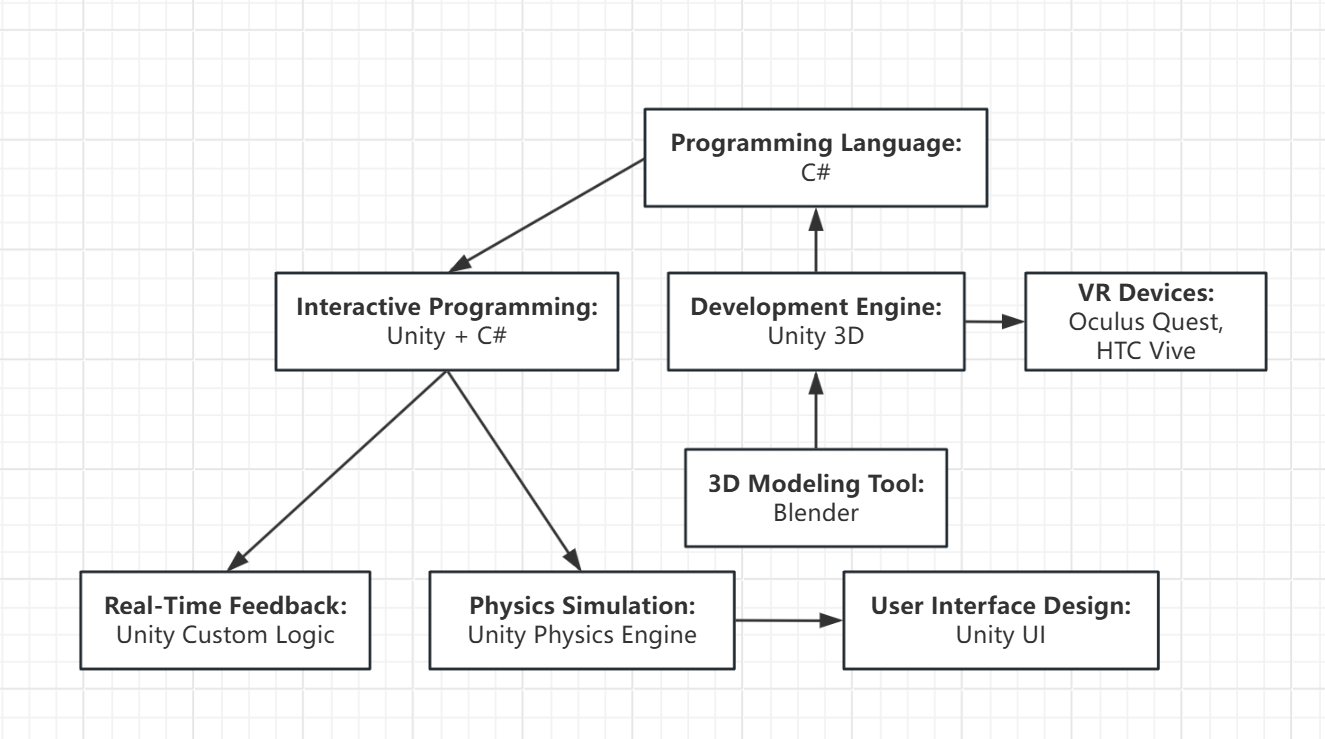 Programming Language:
C#
Interactive Programming:
Unity + C#
Development Engine:
Unity 3D
VR Devices:
Oculus Quest,
HTC Vive
3D Modeling Tool:
Blender
Real-Time Feedback:
Unity Custom Logic
Physics Simulation:
Unity Physics Engine
User Interface Design:
Unity UI